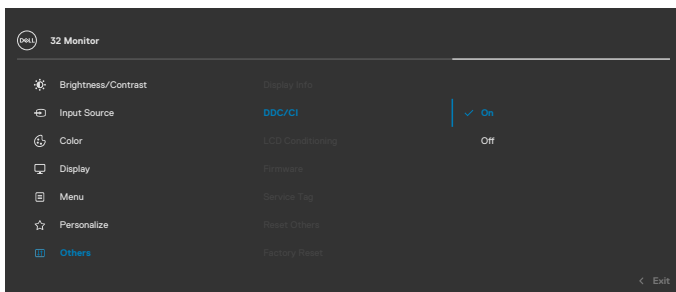 DELL
32 Monitor
Brightness/Contrast
Display Info
Input Source
DDC/CI
On
Color
LCD Conditioning
Off
Display
Firmware
Menu
Service Tag
Personalize
Reset Others
Others
Factory Reset
Exit